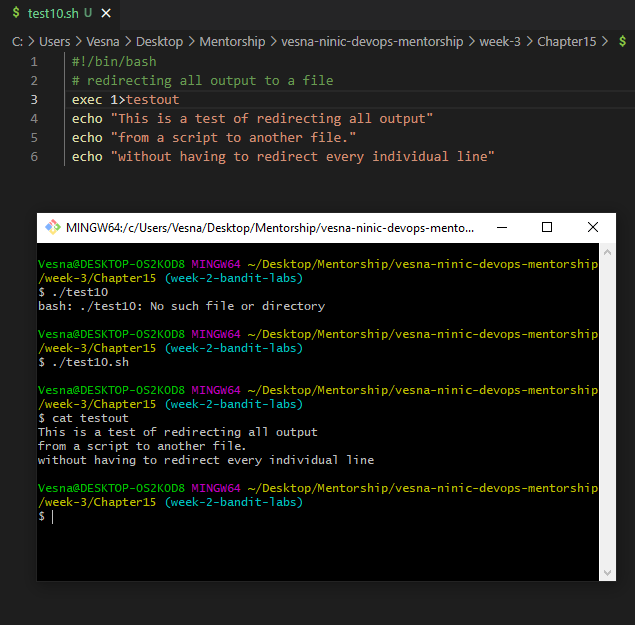 $ test10.sh U ✕
C: > Users > Vesna > Desktop > Mentorship > vesna-ninic-devops-mentorship > week-3 > Chapter15 > $
1 #!/bin/bash
2 # redirecting all output to a file
3 exec 1>testout
4 echo "This is a test of redirecting all output"
5 echo "from a script to another file."
6 echo "without having to redirect every individual line"
MINGW64:/c/Users/Vesna/Desktop/Mentorship/vesna-ninic-devops-mento...
Vesna@DESKTOP-OS2KOD8 MINGW64 ~/Desktop/Mentorship/vesna-ninic-devops-mentorship
/week-3/Chapter15 (week-2-bandit-labs)
$ ./test10
bash: ./test10: No such file or directory
Vesna@DESKTOP-OS2KOD8 MINGW64 ~/Desktop/Mentorship/vesna-ninic-devops-mentorship
/week-3/Chapter15 (week-2-bandit-labs)
$ ./test10.sh
Vesna@DESKTOP-OS2KOD8 MINGW64 ~/Desktop/Mentorship/vesna-ninic-devops-mentorship
/week-3/Chapter15 (week-2-bandit-labs)
$ cat testout
This is a test of redirecting all output
from a script to another file.
without having to redirect every individual line
Vesna@DESKTOP-OS2KOD8 MINGW64 ~/Desktop/Mentorship/vesna-ninic-devops-mentorship
/week-3/Chapter15 (week-2-bandit-labs)
$